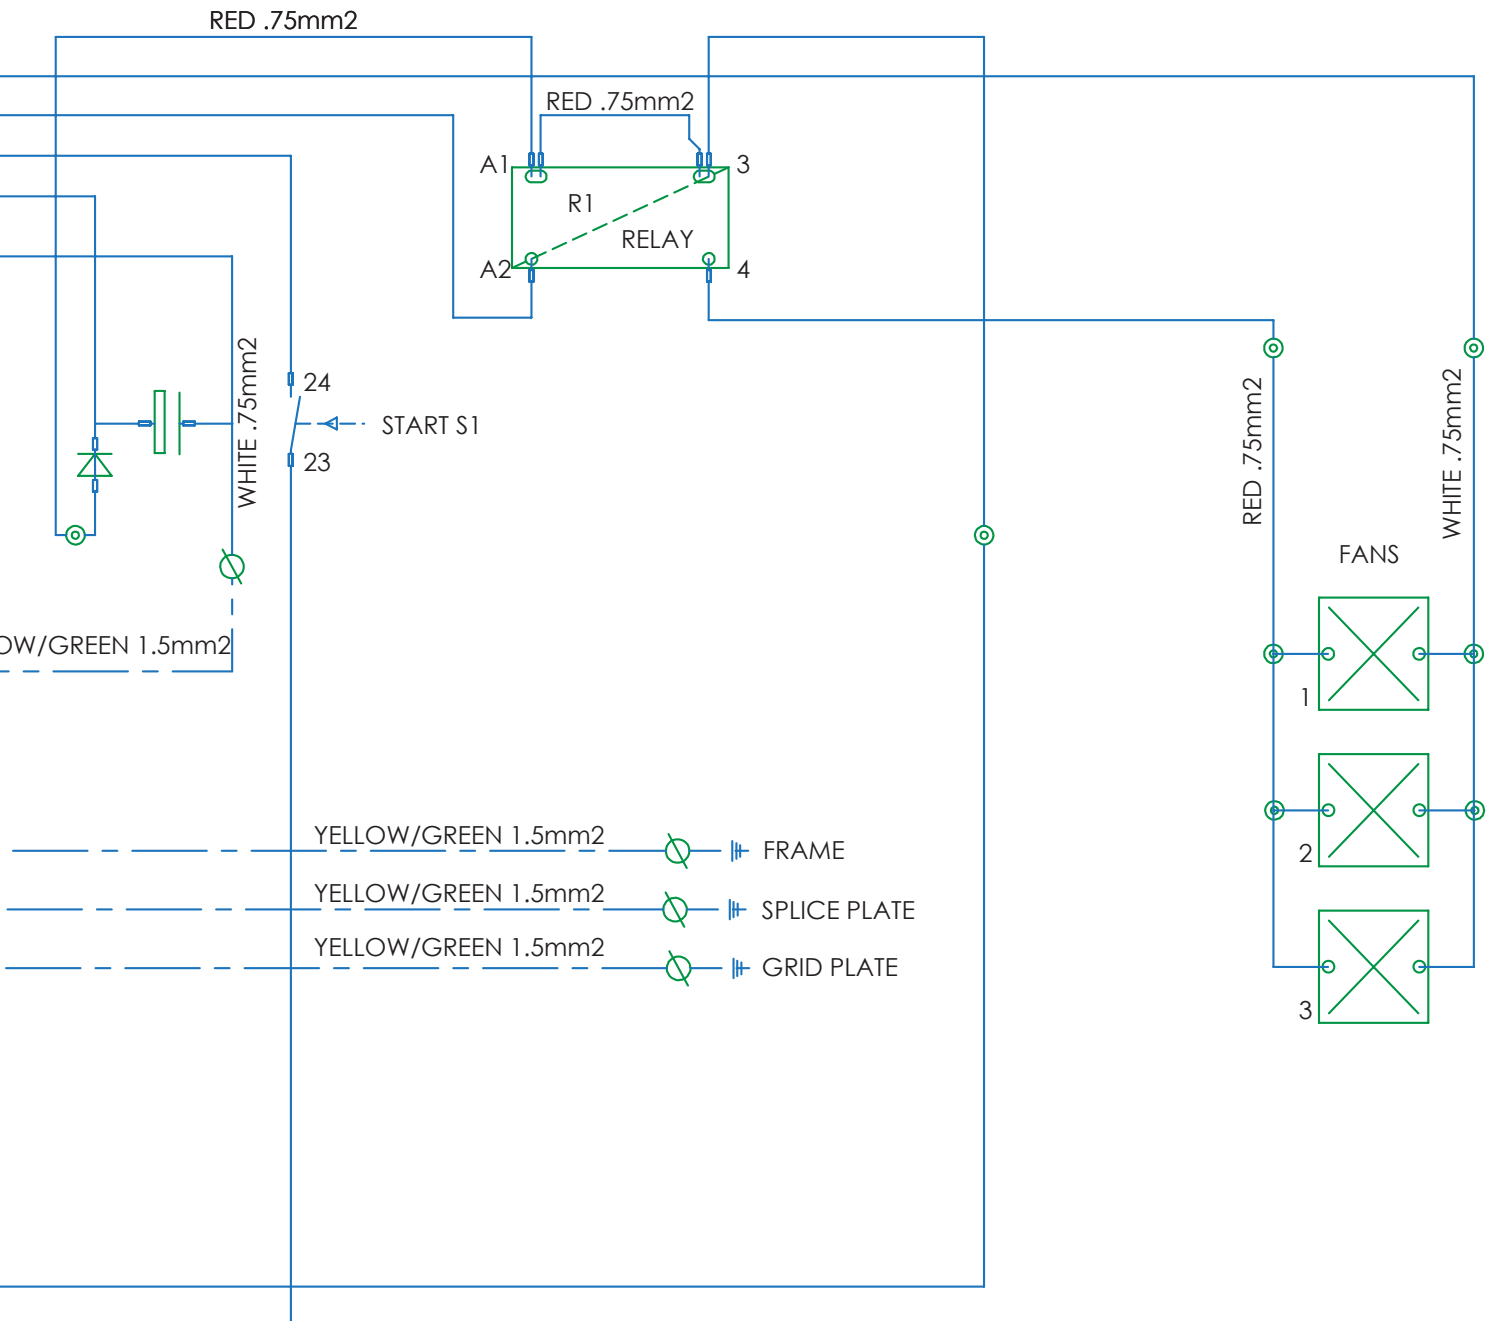 RED .75mm2
RED .75mm2
A1
3
R1
RELAY
A2
4
WHITE .75mm2
24
START S1
23
RED .75mm2
WHITE .75mm2
FANS
OW/GREEN 1.5mm2
1
YELLOW/GREEN 1.5mm2
FRAME
2
YELLOW/GREEN 1.5mm2
SPLICE PLATE
YELLOW/GREEN 1.5mm2
GRID PLATE
3